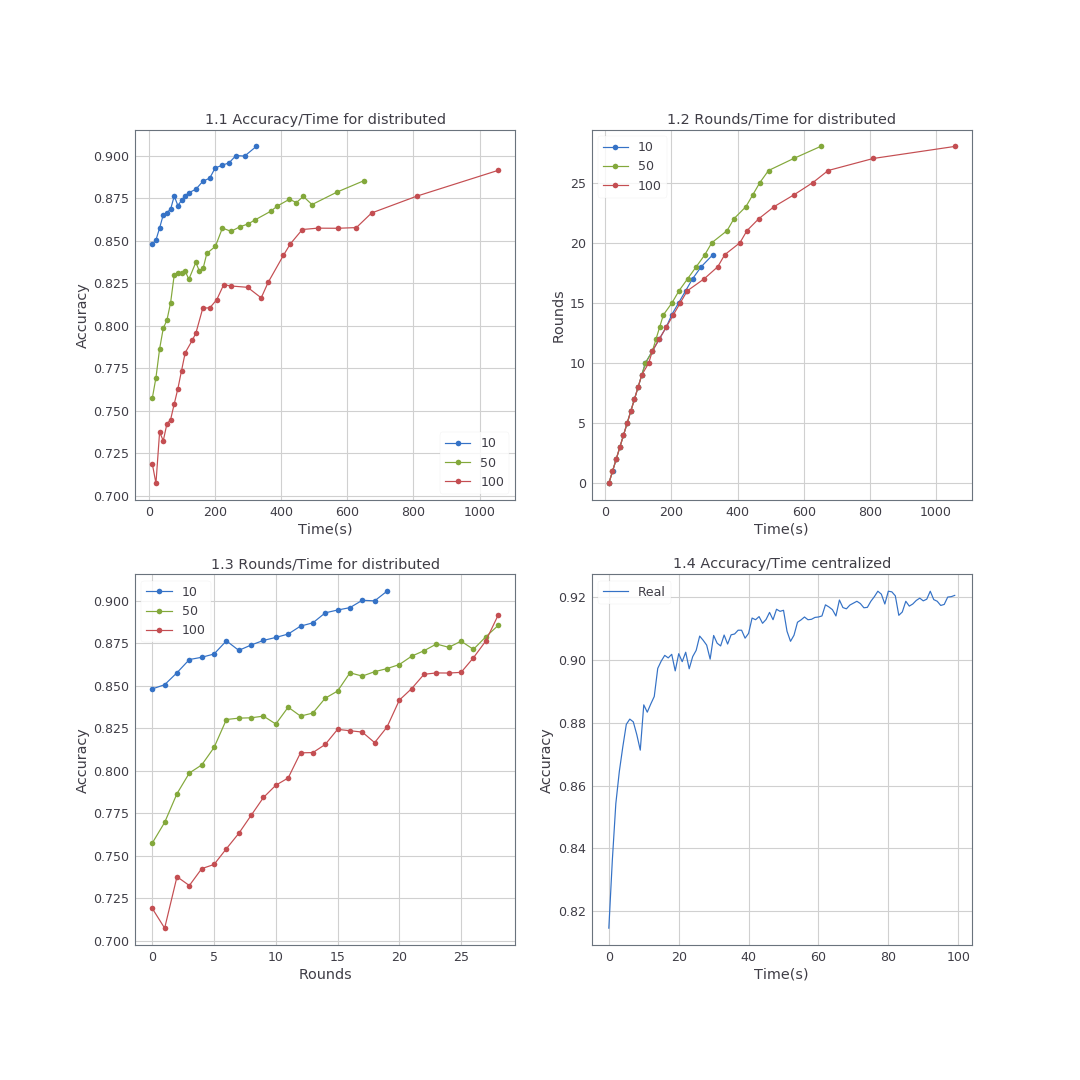 1.1 Accuracy/Time for distributed
0.900
0.875
0.850
0.825
0.800
0.775
0.750
0.725
0.700
Accuracy
10
50
100
0 200 400 600 800 1000
Time(s)
1.2 Rounds/Time for distributed
10
50
100
25
20
15
10
5
0
Rounds
0 200 400 600 800 1000
Time(s)
1.3 Rounds/Time for distributed
10
50
100
0.900
0.875
0.850
0.825
0.800
0.775
0.750
0.725
0.700
Accuracy
0 5 10 15 20 25
Rounds
1.4 Accuracy/Time centralized
Real
0.92
0.90
0.88
0.86
0.84
0.82
Accuracy
0 20 40 60 80 100
Time(s)